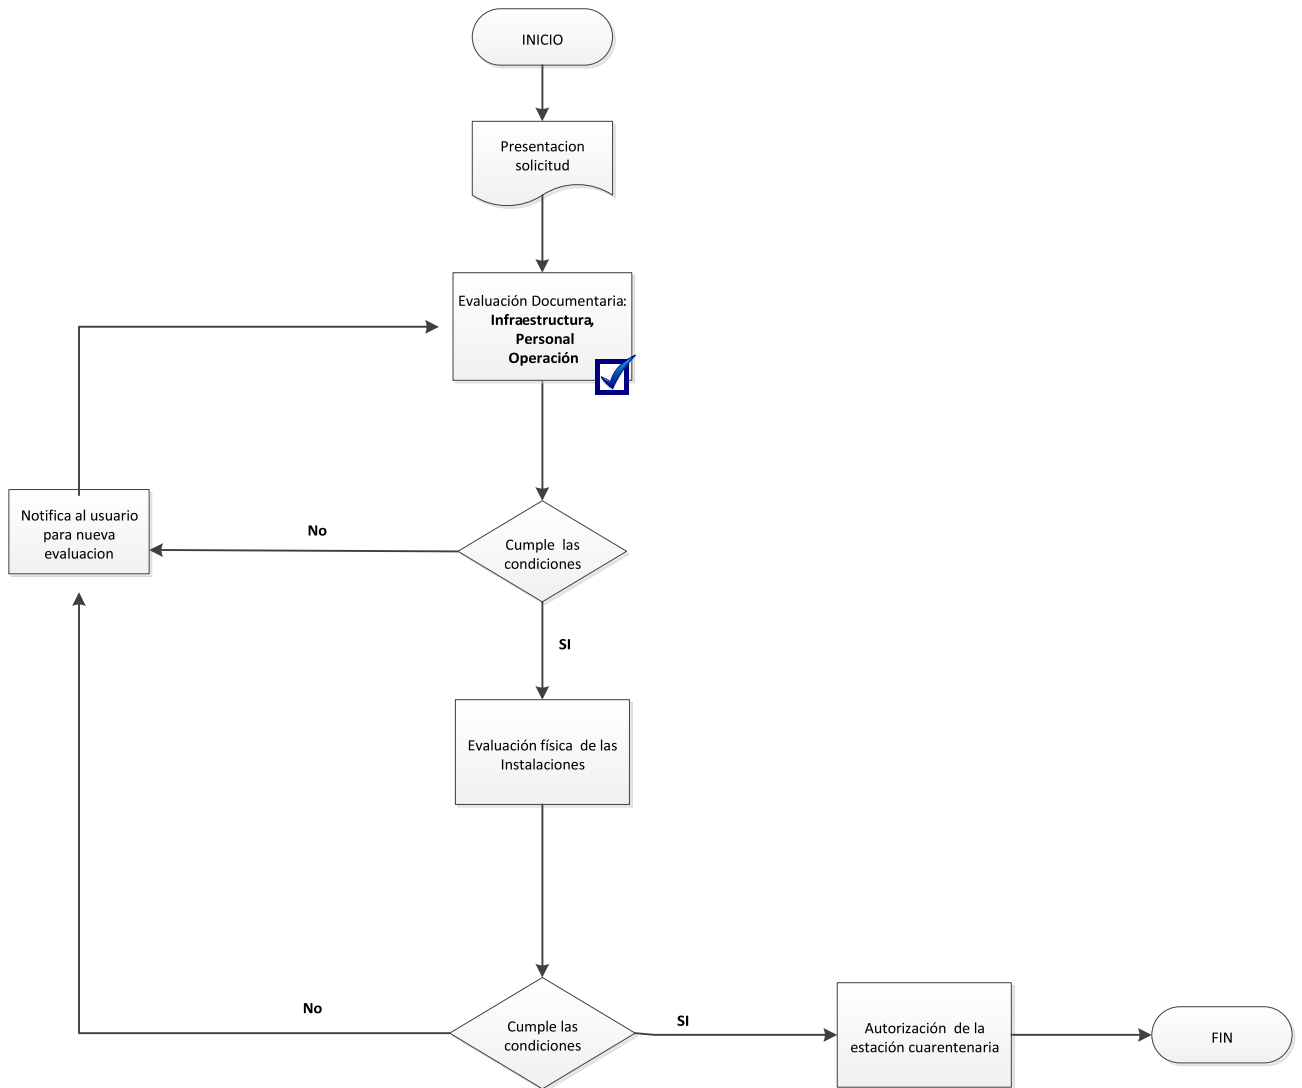 INICIO
Presentacion
solicitud
Evaluación Documentaria:
Infraestructura,
Personal
Operación
Notifica al usuario
para nueva
evaluacion
No
Cumple las
condiciones
SI
Evaluación física de las
Instalaciones
No
Cumple las
condiciones
SI
Autorización de la
estación cuarentenaria
FIN